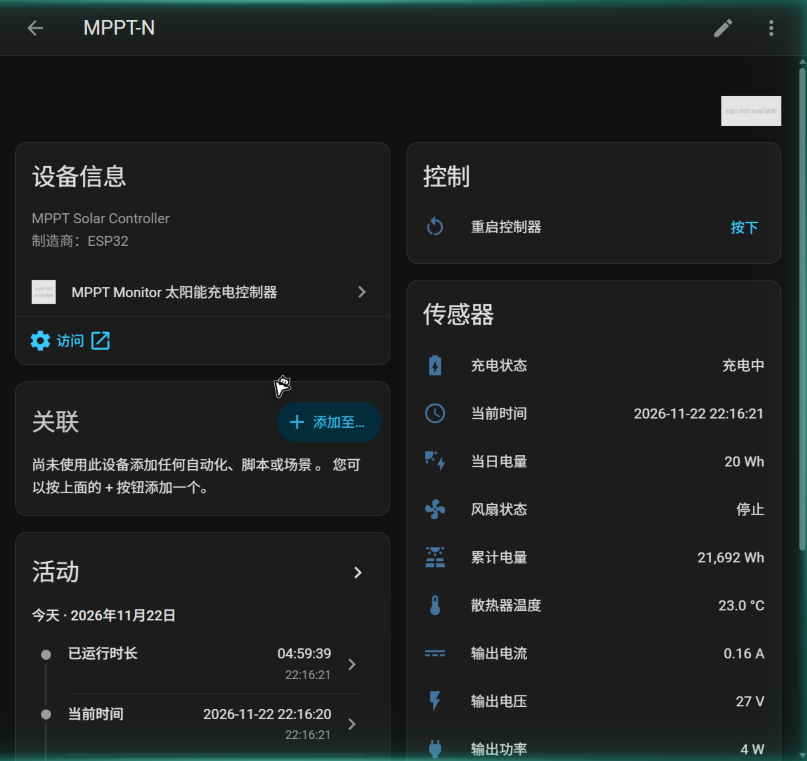 MPPT-N
logo not available
设备信息
MPPT Solar Controller
制造商：ESP32
MPPT Monitor 太阳能充电控制器
访问
关联
添加至...
尚未使用此设备添加任何自动化、脚本或场景 。 您可
以按上面的 + 按钮添加一个。
活动
今天 · 2026年11月22日
已运行时长 04:59:39
22:16:21
当前时间 2026-11-22 22:16:20
22:16:21
控制
重启控制器 按下
传感器
充电状态 充电中
当前时间 2026-11-22 22:16:21
当日电量 20 Wh
风扇状态 停止
累计电量 21,692 Wh
散热器温度 23.0 °C
输出电流 0.16 A
输出电压 27 V
输出功率 4 W